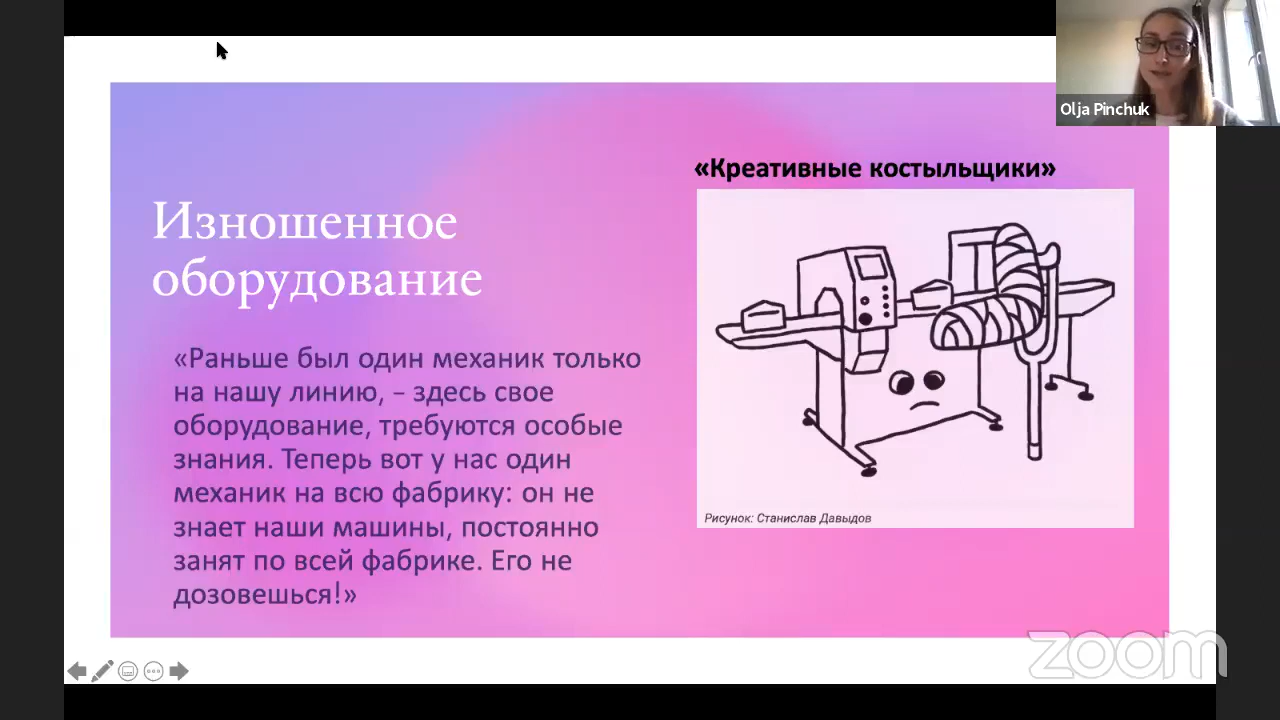 Olja Pinchuk
«Креативные костыльщики»
Изношенное
оборудование
«Раньше был один механик только
на нашу линию, – здесь свое
оборудование, требуются особые
знания. Теперь вот у нас один
механик на всю фабрику: он не
знает наши машины, постоянно
занят по всей фабрике. Его не
дозовешься!»
Рисунок: Станислав Давыдов
zoom